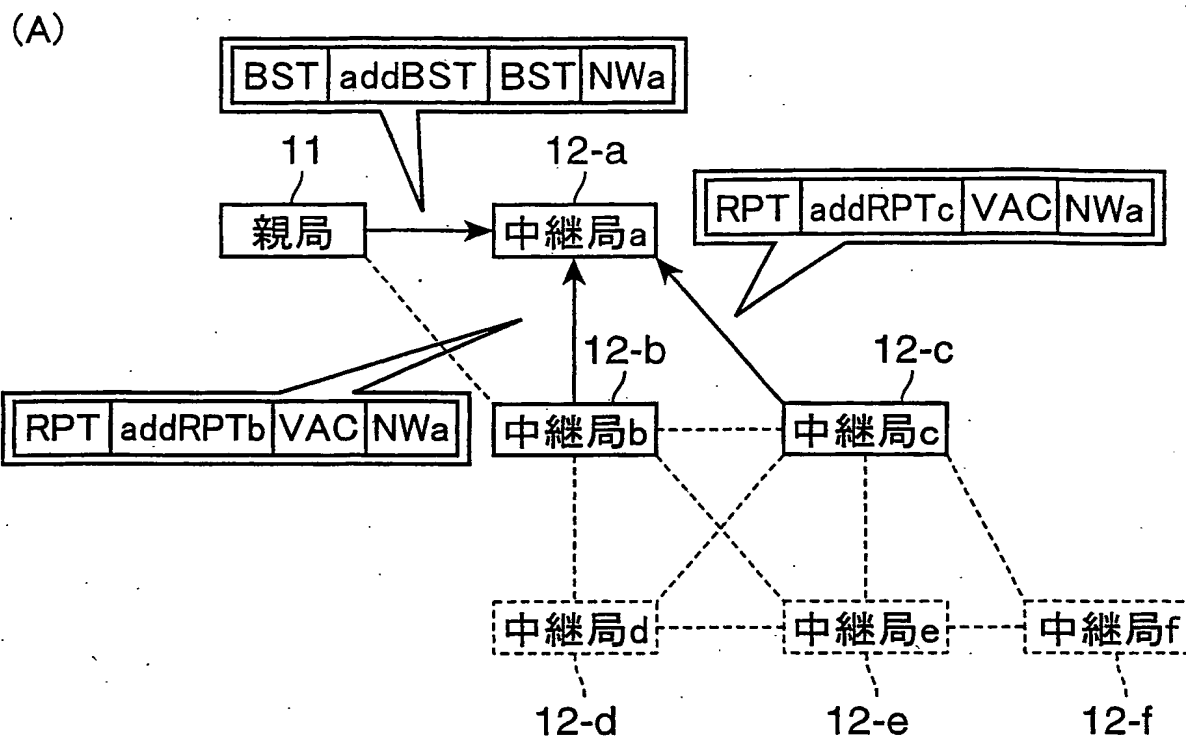 (A)
BST addBST BST NWa
11
12-a
RPT addRPTc VAC NWa
親局
中継局a
12-b
12-c
RPT addRPTb VAC NWa
中継局b
中継局c
中継局d
中継局e
中継局f
12-d
12-e
12-f